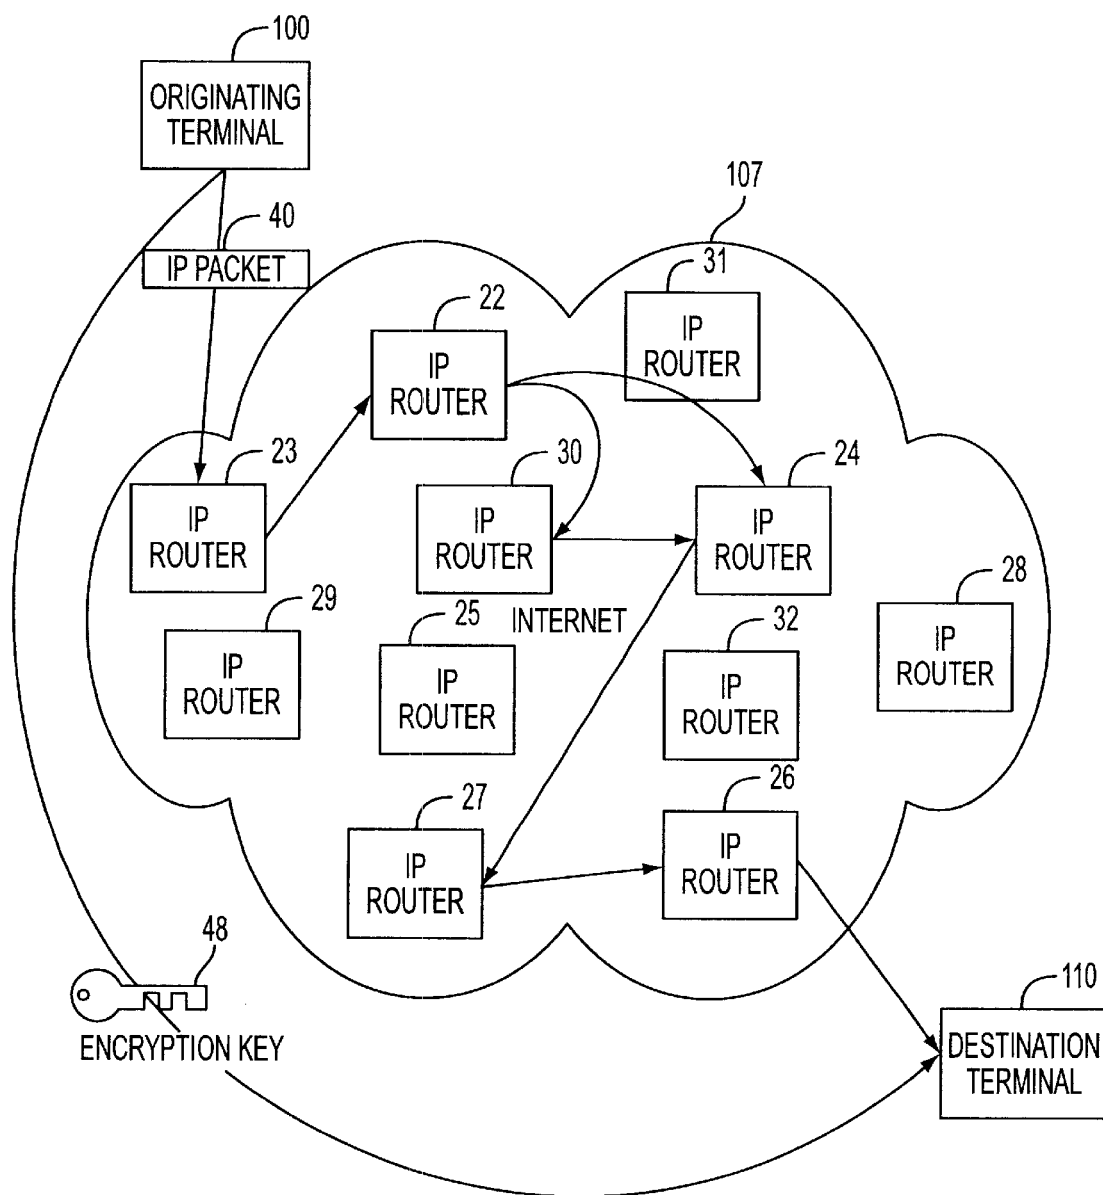 100
ORIGINATING
TERMINAL
40
IP PACKET
107
31
IP
ROUTER
22
IP
ROUTER
23
IP
ROUTER
30
IP
ROUTER
24
IP
ROUTER
29
IP
ROUTER
25
IP
ROUTER
INTERNET
32
IP
ROUTER
28
IP
ROUTER
27
IP
ROUTER
26
IP
ROUTER
48
ENCRYPTION KEY
110
DESTINATION
TERMINAL